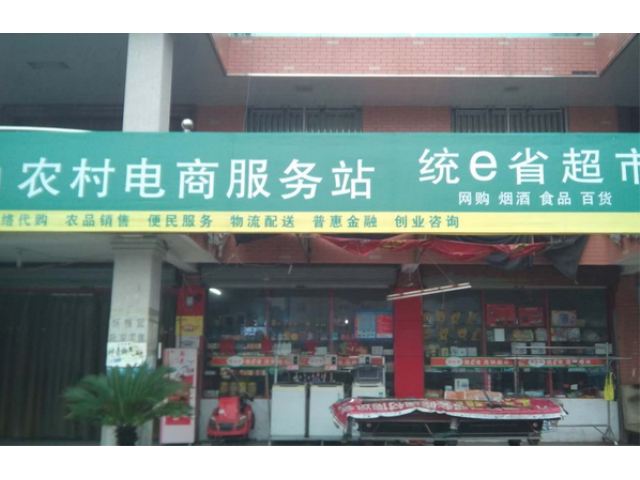 农村电商服务站
统e省超市
网购 烟酒 食品 百货
代购 农品销售 便民服务 物流配送 普惠金融 创业咨询